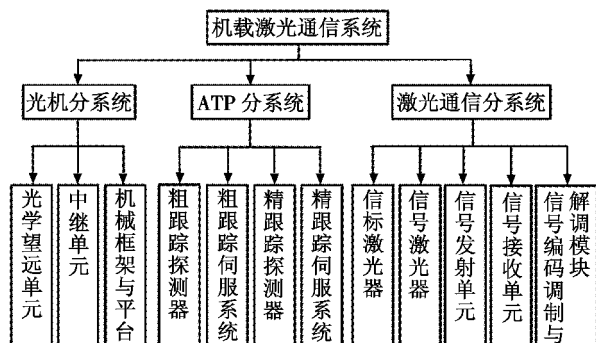 机载激光通信系统
光机分系统
ATP 分系统
激光通信分系统
光学望远单元
中继单元
机械框架与平台
粗跟踪探测器
粗跟踪伺服系统
精跟踪探测器
精跟踪伺服系统
信标激光器
信号激光器
信号发射单元
信号接收单元
信号编码调制与
解调模块